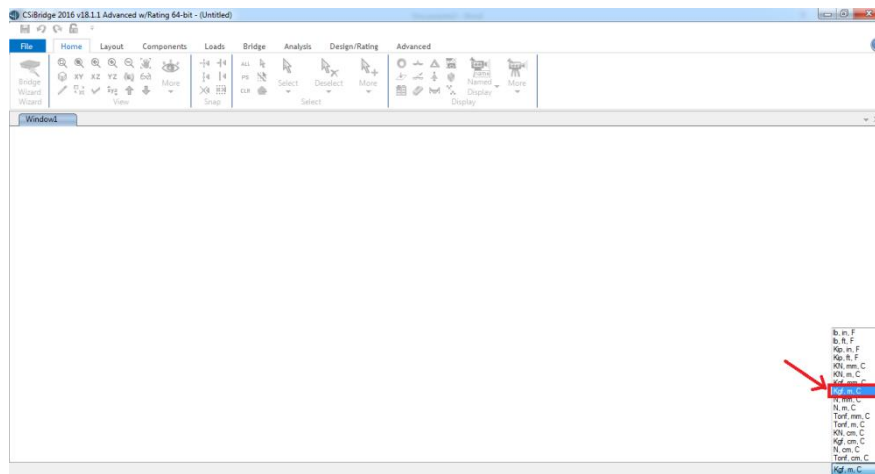 CSiBridge 2016 v18.1.1 Advanced w/Rating 64-bit - (Untitled)
File Home Layout Components Loads Bridge Analysis Design/Rating Advanced
XY XZ YZ
Bridge Wizard
More
Select
Deselect
More
Named Display
More
Wizard View Snap Select Display
Window1
lb, in, F
lb, ft, F
Kip, in, F
Kip, ft, F
KN, mm, C
KN, m, C
Kgf, mm, C
Kgf, m, C
N, mm, C
N, m, C
Tonf, mm, C
Tonf, m, C
KN, cm, C
Kgf, cm, C
N, cm, C
Tonf, cm, C
Kgf, m, C